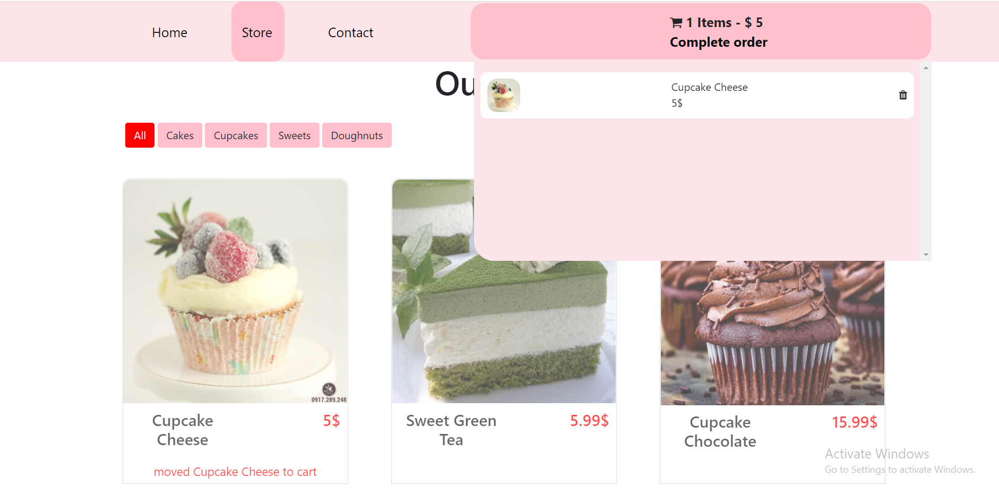 Home
Store
Contact
1 Items - $ 5
Complete order
Cupcake Cheese
5$
All
Cakes
Cupcakes
Sweets
Doughnuts
0917.289.248
Cupcake
Cheese
5$
moved Cupcake Cheese to cart
Sweet Green
Tea
5.99$
Cupcake
Chocolate
15.99$
Activate Windows
Go to Settings to activate Windows.